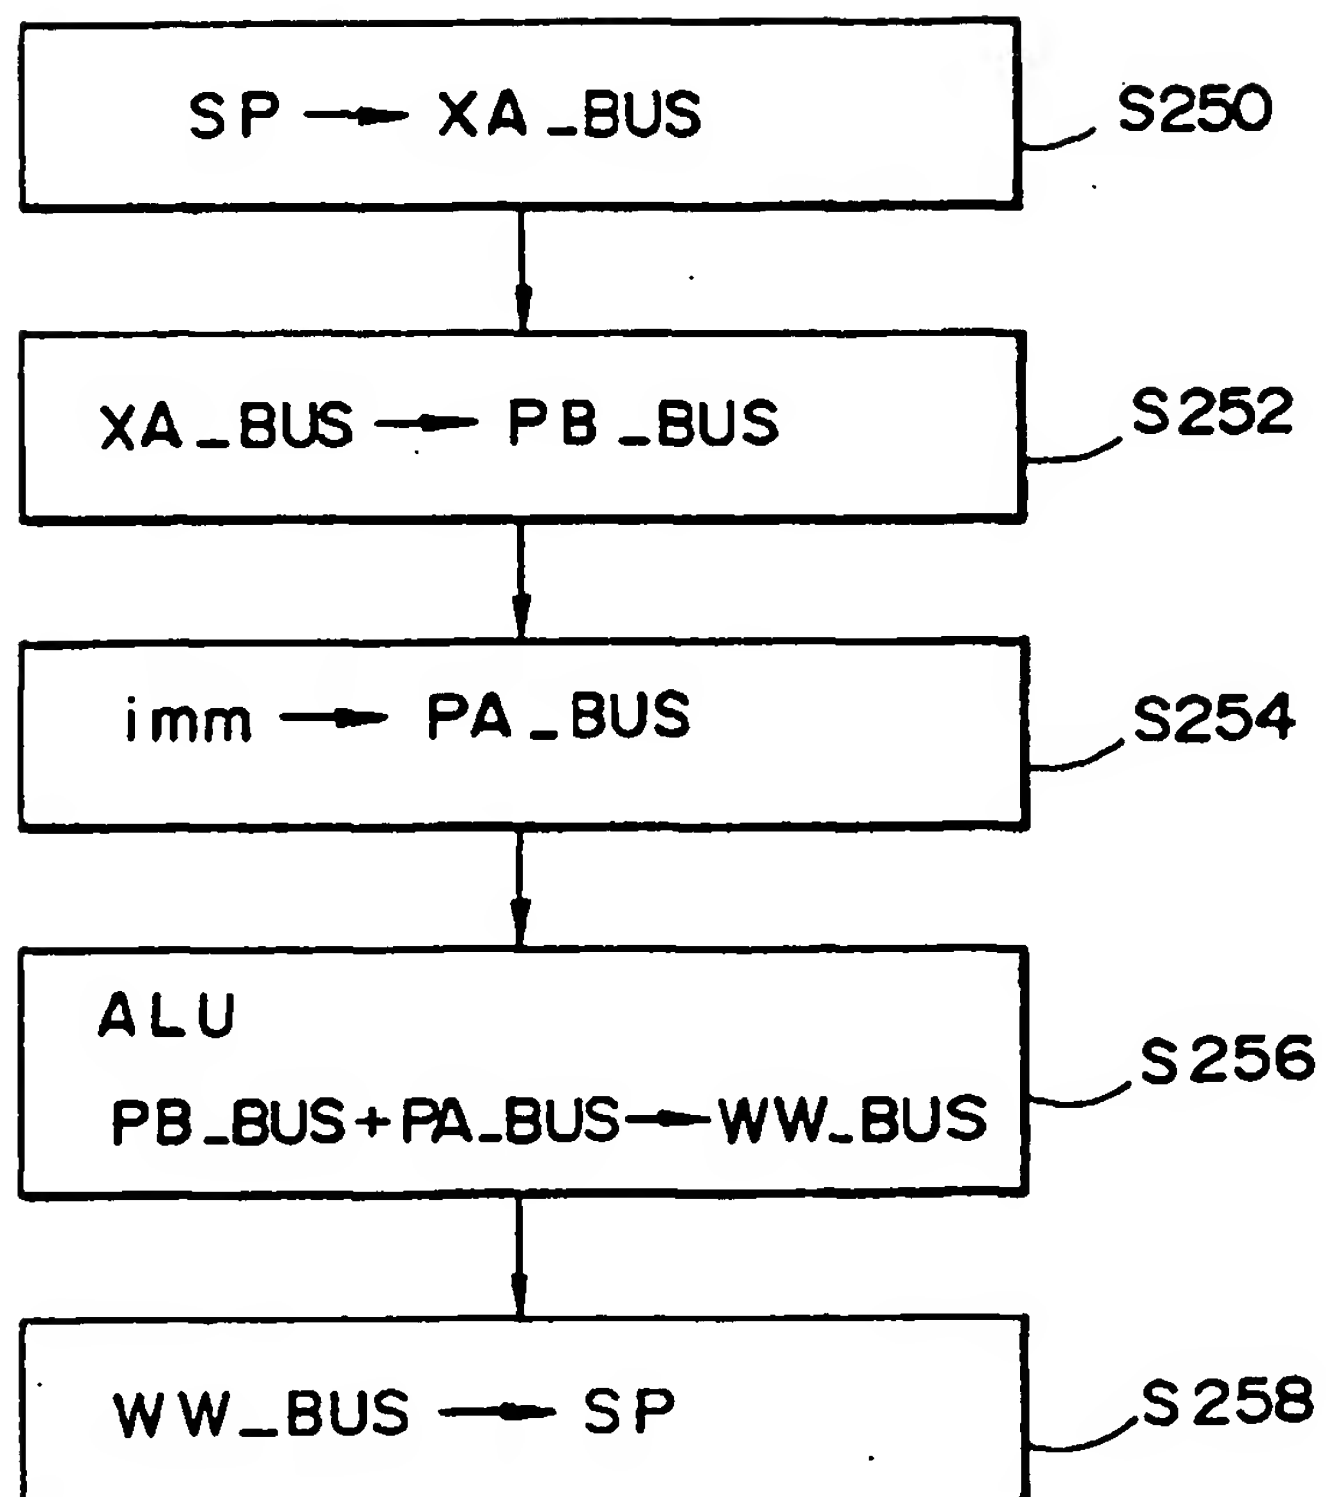 SP → XA_BUS
S250
XA_BUS → PB_BUS
S252
imm → PA_BUS
S254
ALU
PB_BUS+PA_BUS→WW_BUS
S256
WW_BUS → SP
S258